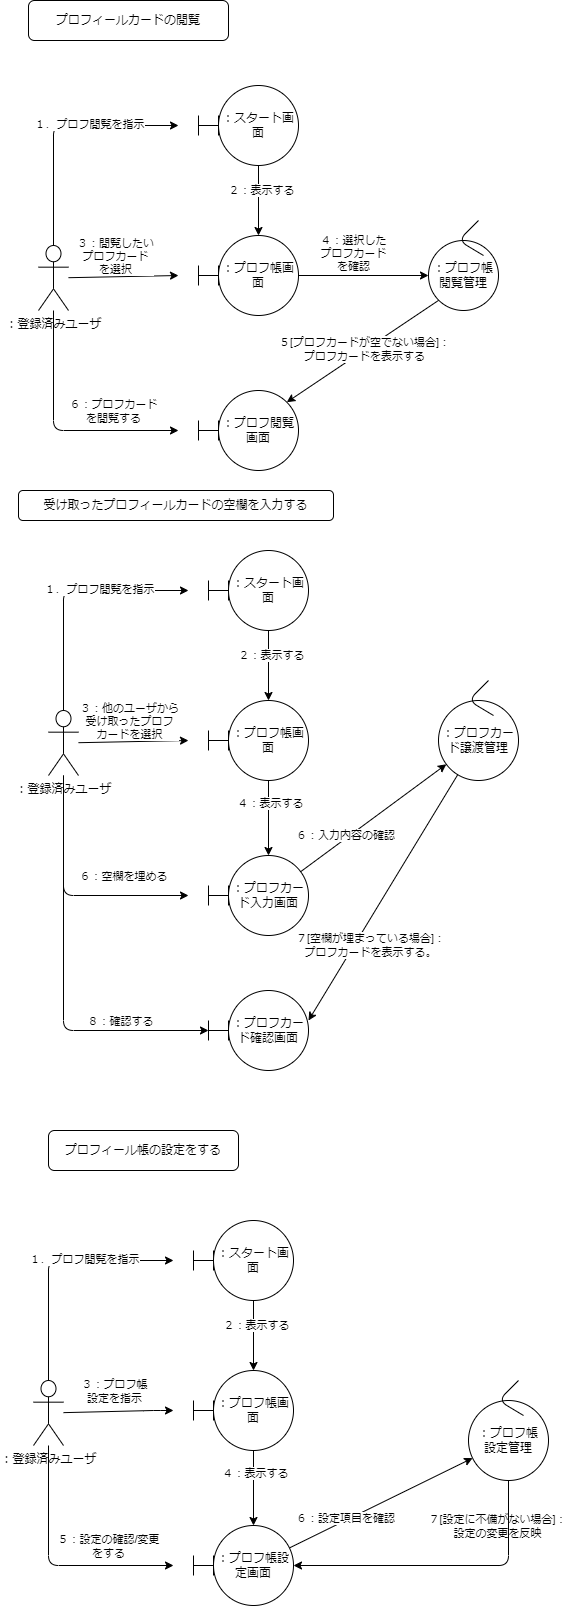 プロフィールカードの閲覧
1．プロフ閲覧を指示
：スタート画
面
2：表示する
3：閲覧したい
プロフカード
を選択
：プロフ帳画
面
4：選択した
プロフカード
を確認
：プロフ帳
閲覧管理
：登録済みユーザ
5[プロフカードが空でない場合]：
プロフカードを表示する
6：プロフカード
を閲覧する
：プロフ閲覧
画面
受け取ったプロフィールカードの空欄を入力する
1．プロフ閲覧を指示
：スタート画
面
2：表示する
3：他のユーザから
受け取ったプロフ
カードを選択
：プロフ帳画
面
：プロフカー
ド譲渡管理
：登録済みユーザ
4：表示する
6：入力内容の確認
6：空欄を埋める
：プロフカー
ド入力画面
7[空欄が埋まっている場合]：
プロフカードを表示する。
8：確認する
：プロフカー
ド確認画面
プロフィール帳の設定をする
1．プロフ閲覧を指示
：スタート画
面
2：表示する
3：プロフ帳
設定を指示
：プロフ帳画
面
：プロフ帳
設定管理
：登録済みユーザ
4：表示する
6：設定項目を確認
7[設定に不備がない場合]：
設定の変更を反映
5：設定の確認/変更
をする
：プロフ帳設
定画面